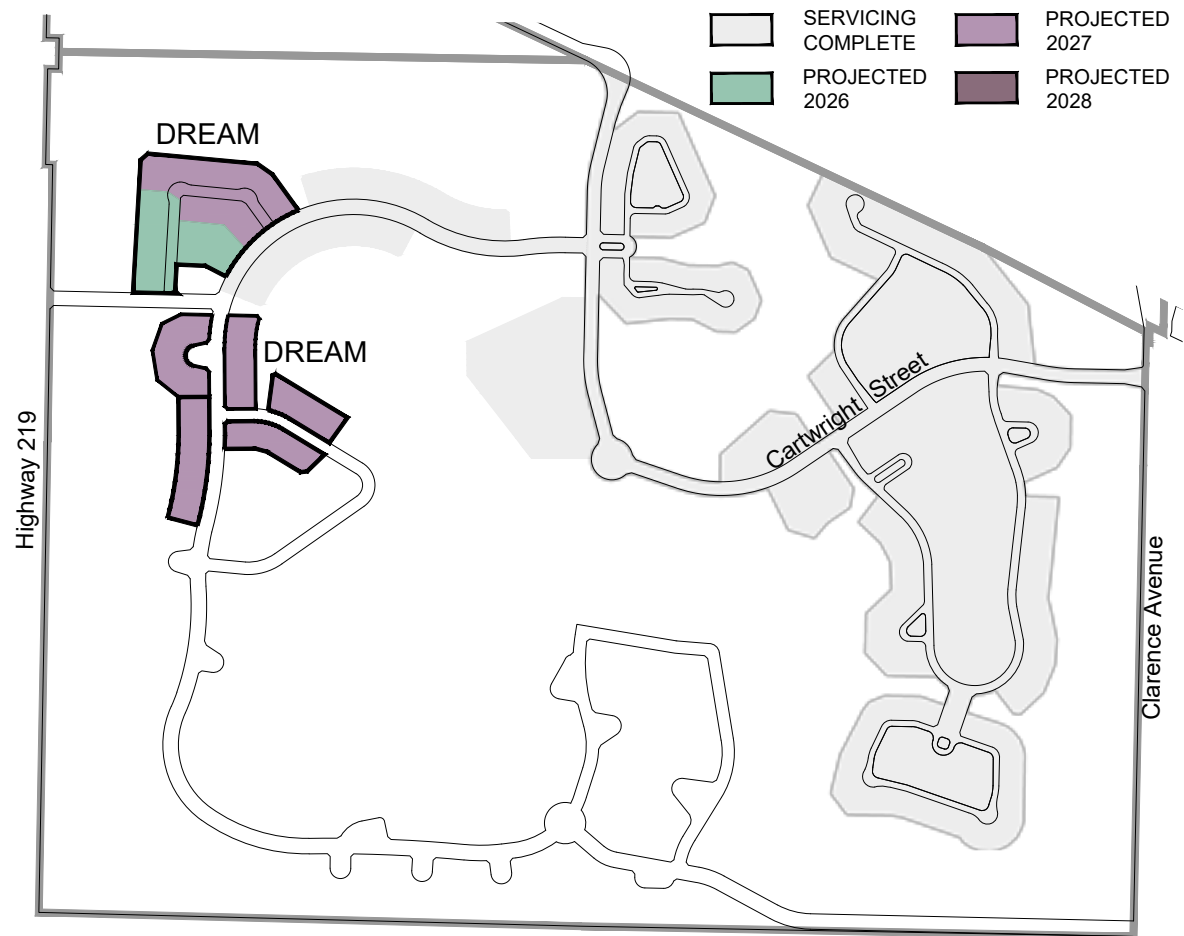 SERVICING
COMPLETE
PROJECTED
2027
PROJECTED
2026
PROJECTED
2028
DREAM
DREAM
Cartwright Street
Highway 219
Clarence Avenue